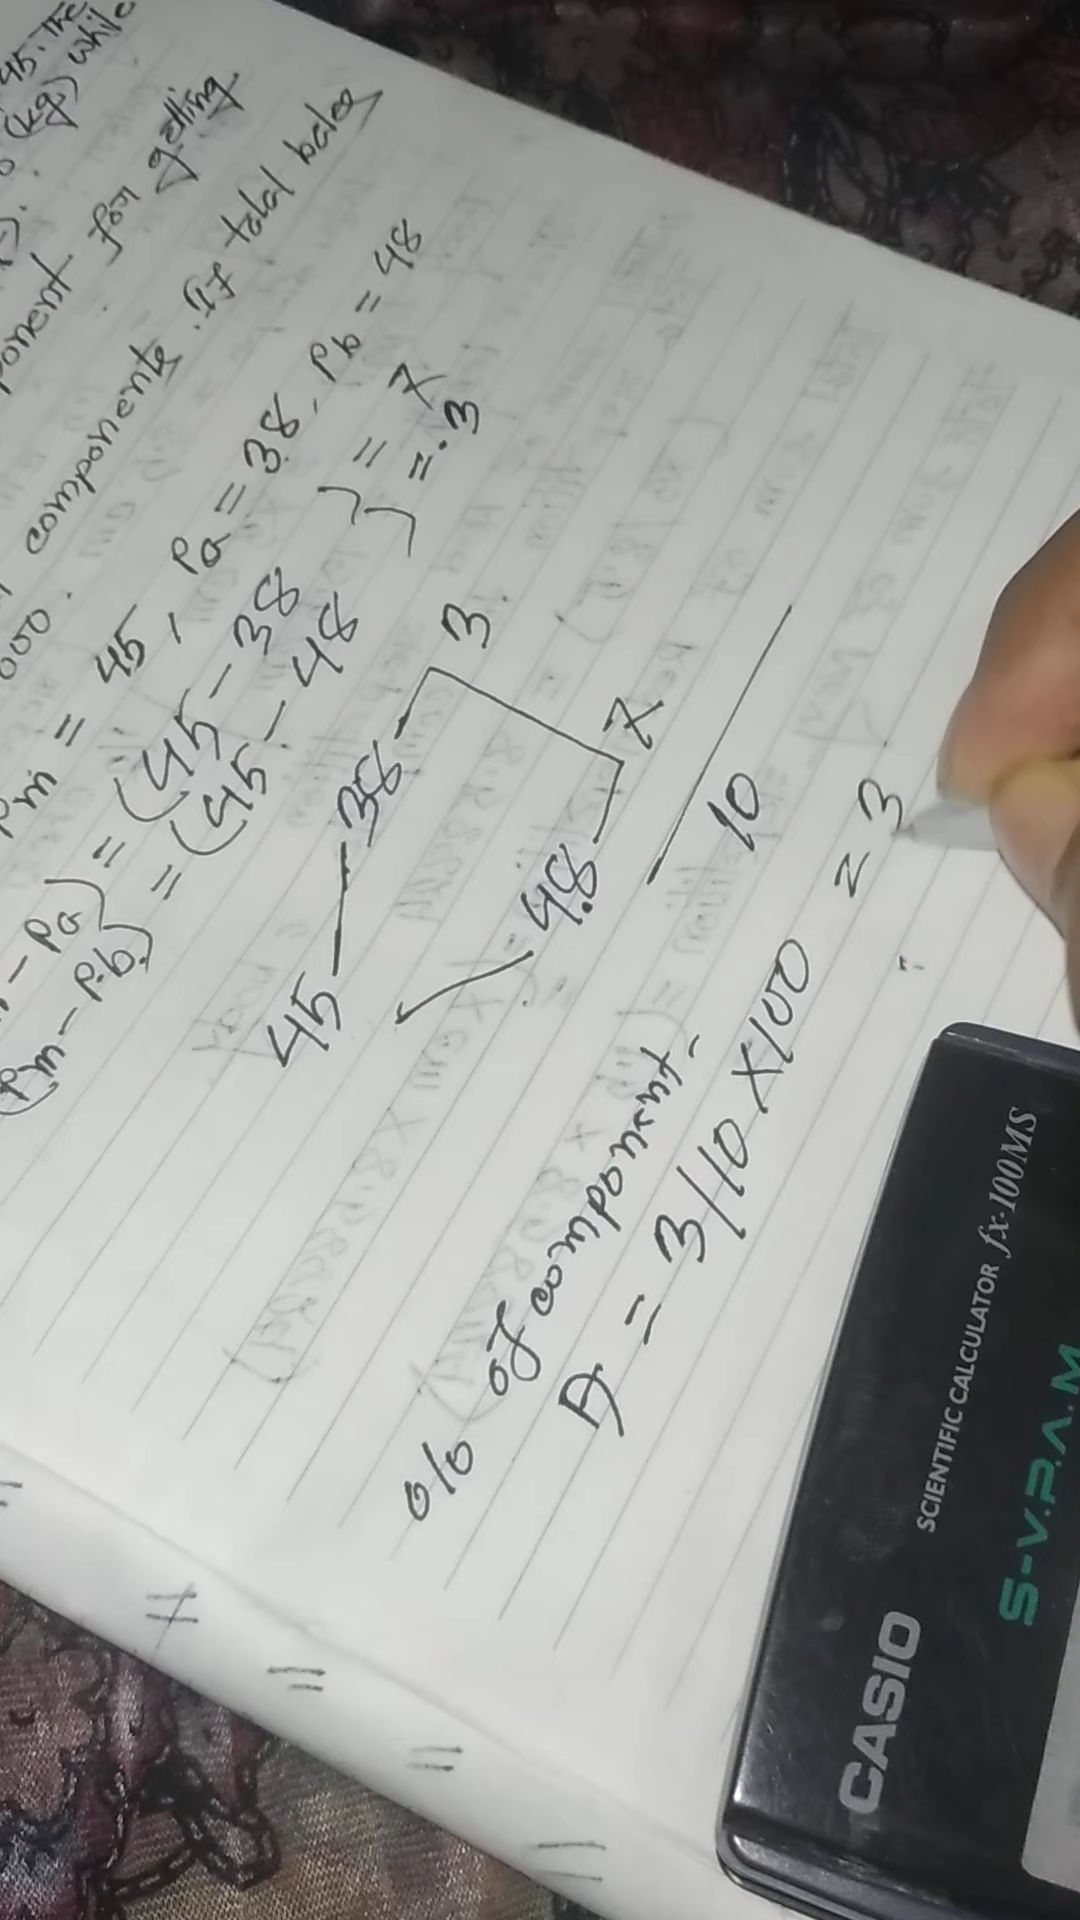 45. The
(kg) while
ponent for getting
components. If total bales
000.
Pm = 45, Pa = 38, Pb = 48
- Pa) = (45 - 38 } = 7
(Pm - Pb) = (45 - 48 } = 3
3
45 38
48 7
10
% of component-
A = 3/10 X100 = 3
CASIO
SCIENTIFIC CALCULATOR fx-100MS
S-V.P.A.M